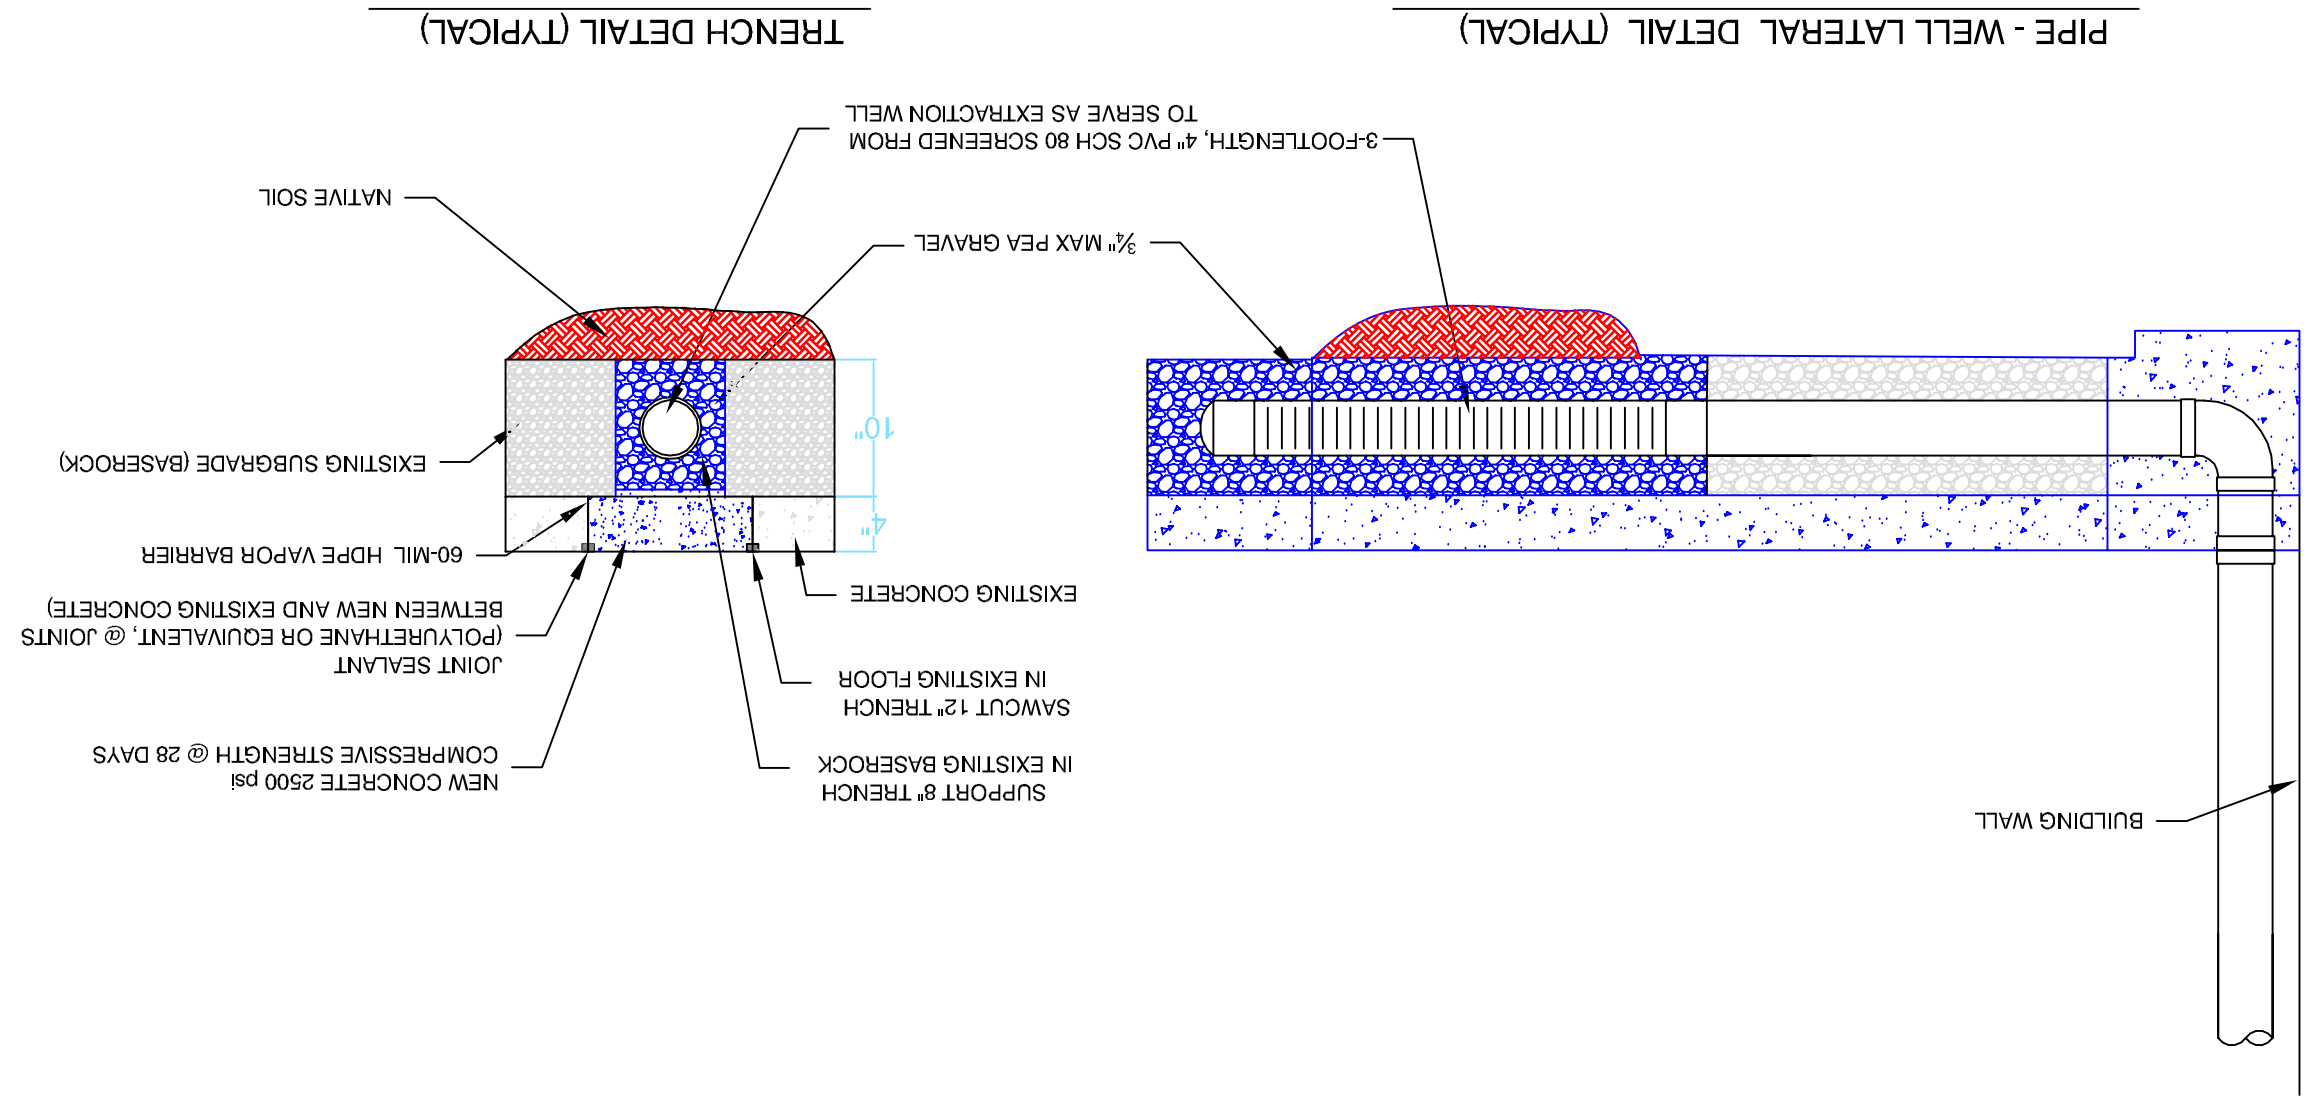 BUILDING WALL
SUPPORT 8" TRENCH
IN EXISTING BASEROCK
NEW CONCRETE 2500 psi
COMPRESSIVE STRENGTH @ 28 DAYS
SAWCUT 12" TRENCH
IN EXISTING FLOOR
JOINT SEALANT
(POLYURETHANE OR EQUIVALENT, @ JOINTS
BETWEEN NEW AND EXISTING CONCRETE)
EXISTING CONCRETE
60-MIL HDPE VAPOR BARRIER
4"
10"
EXISTING SUBGRADE (BASEROCK)
¾" MAX PEA GRAVEL
NATIVE SOIL
3-FOOTLENGTH, 4" PVC SCH 80 SCREENED FROM
TO SERVE AS EXTRACTION WELL
PIPE - WELL LATERAL DETAIL (TYPICAL)
TRENCH DETAIL (TYPICAL)